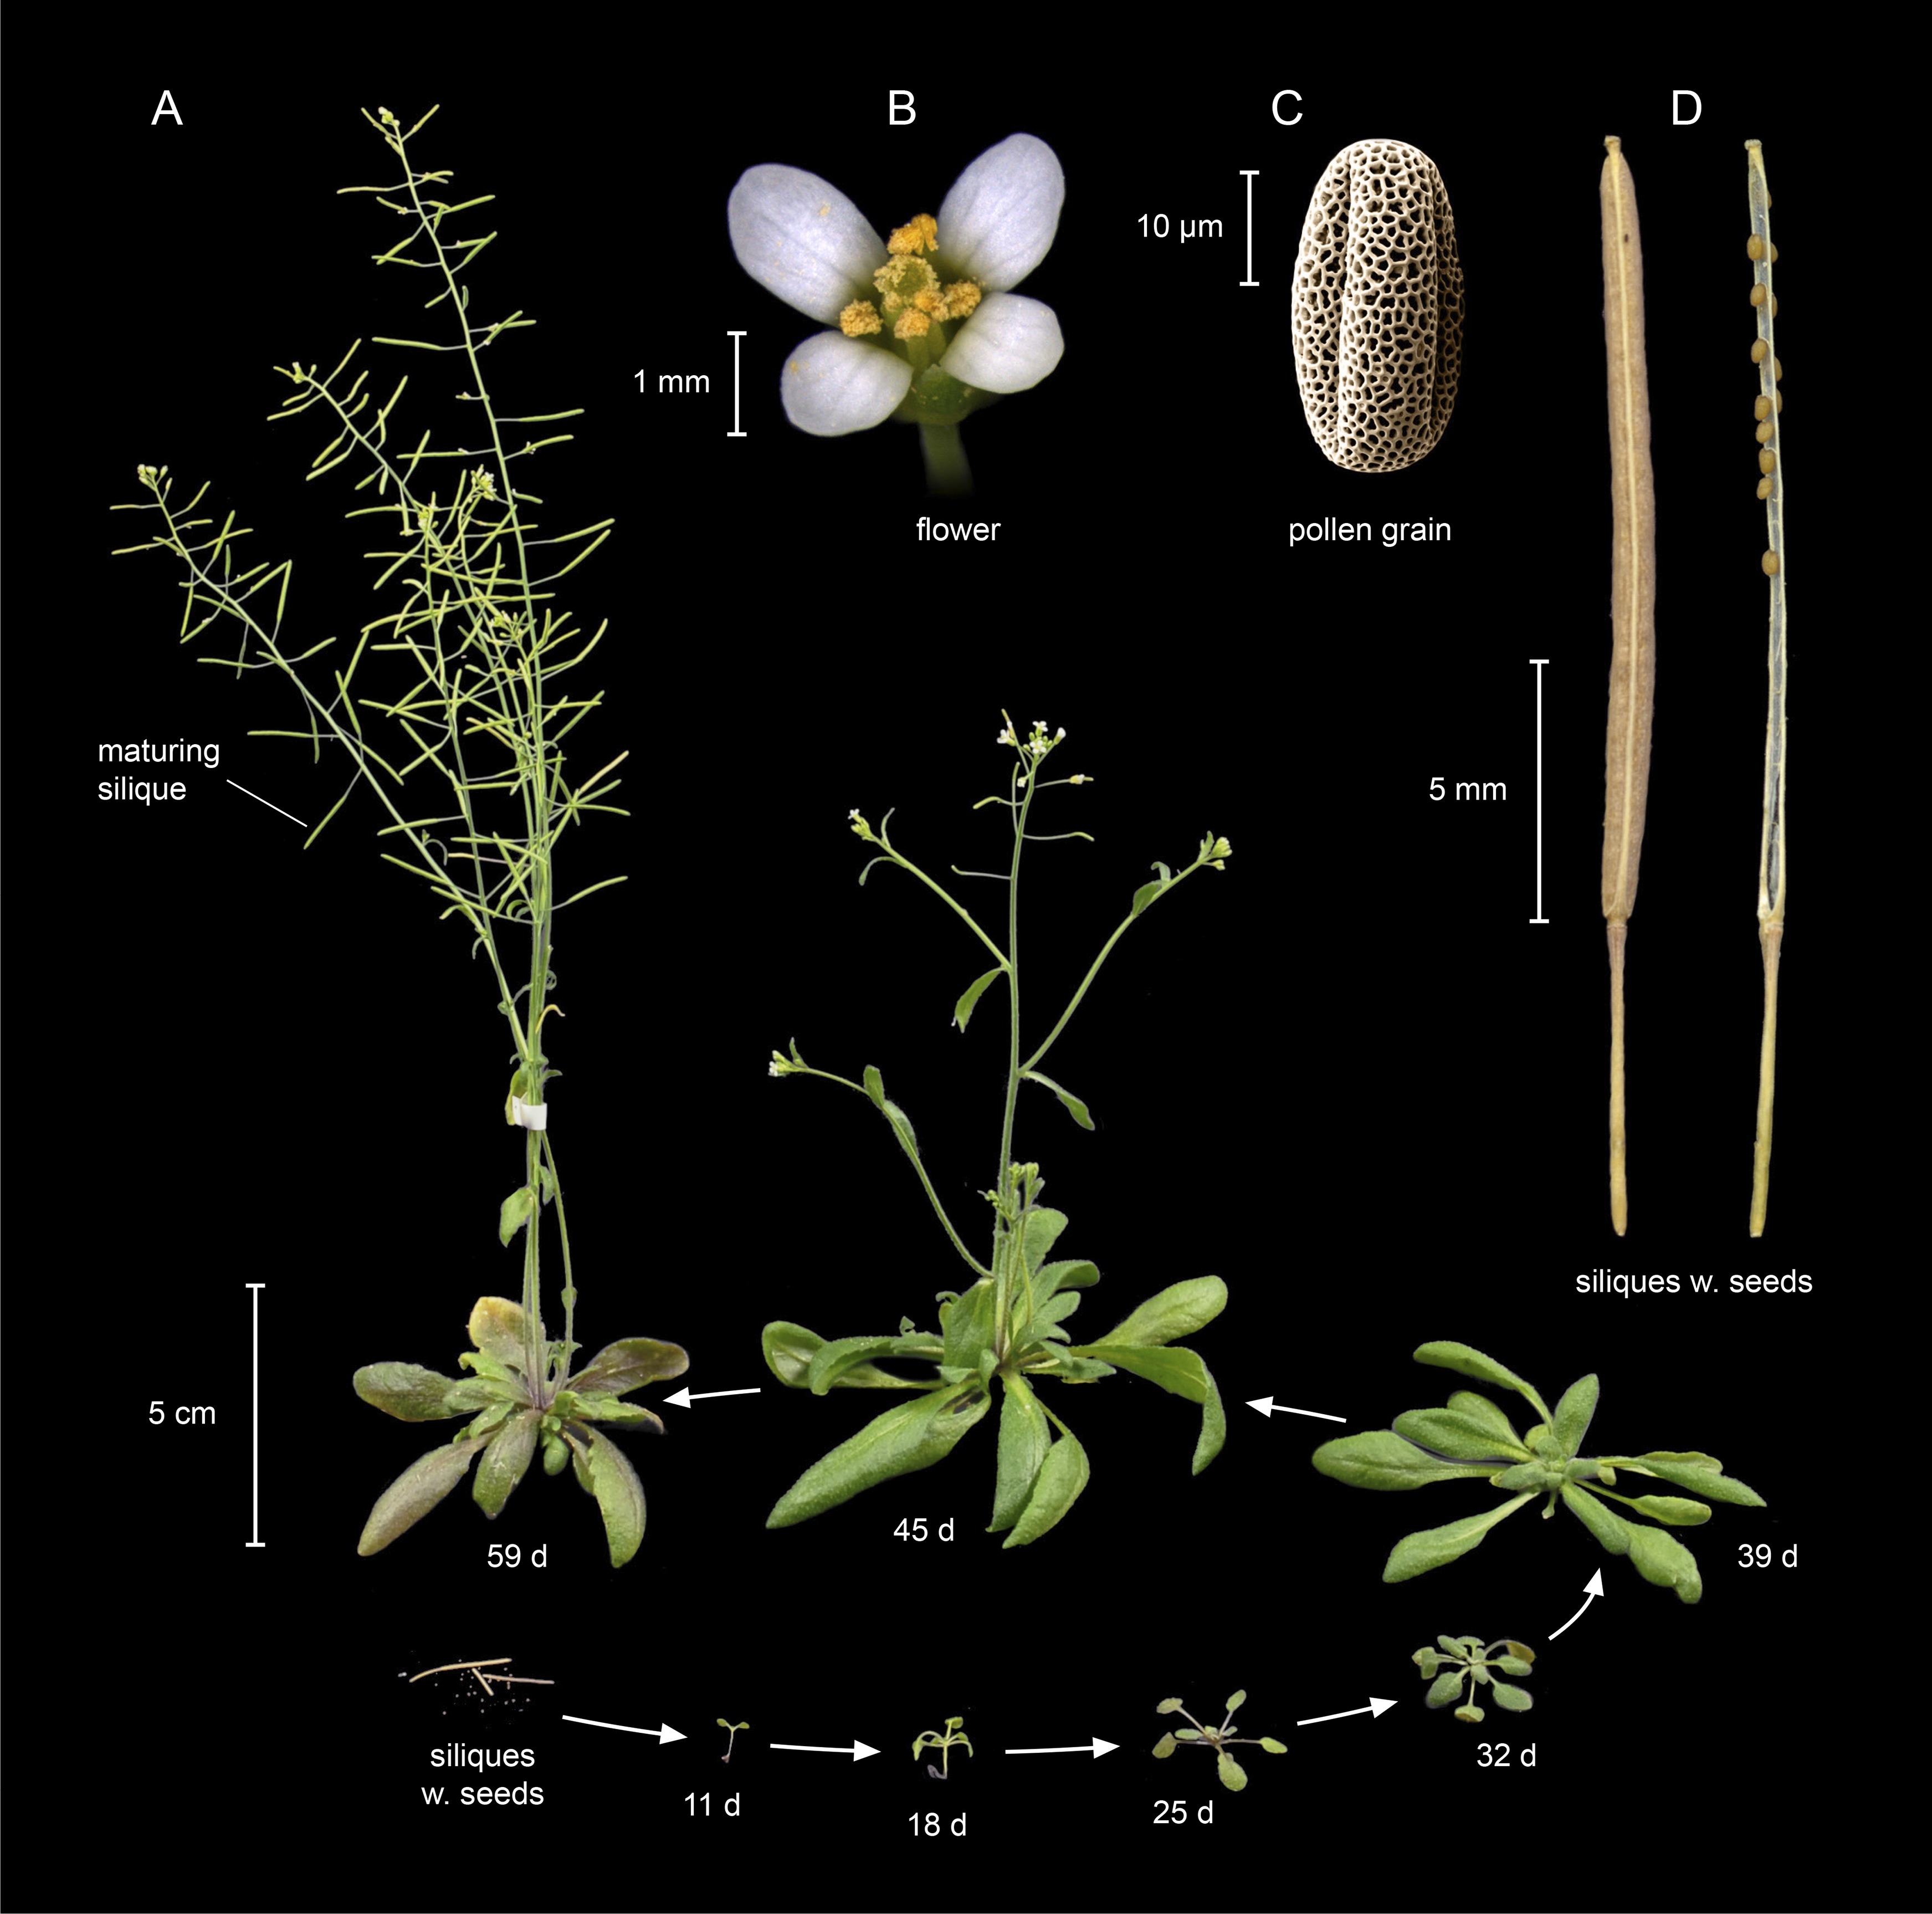 A
B
C
D
10 µm
1 mm
flower
pollen grain
maturing
silique
5 mm
siliques w. seeds
5 cm
59 d
45 d
39 d
siliques
w. seeds
11 d
18 d
25 d
32 d